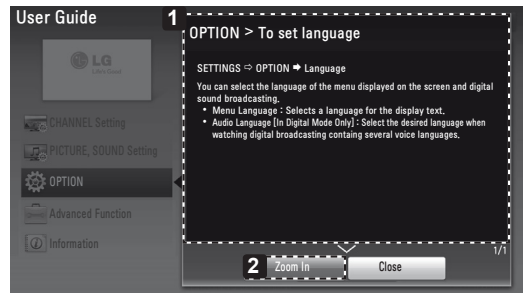 User Guide
1
LG
Life's Good
CHANNEL Setting
PICTURE, SOUND Setting
OPTION
Advanced Function
Information
OPTION > To set language
SETTINGS ⇨ OPTION ➡ Language
You can select the language of the menu displayed on the screen and digital
sound broadcasting.
• Menu Language : Selects a language for the display text.
• Audio Language [In Digital Mode Only] : Select the desired language when
watching digital broadcasting containg several voice languages.
1/1
2
Zoom In
Close